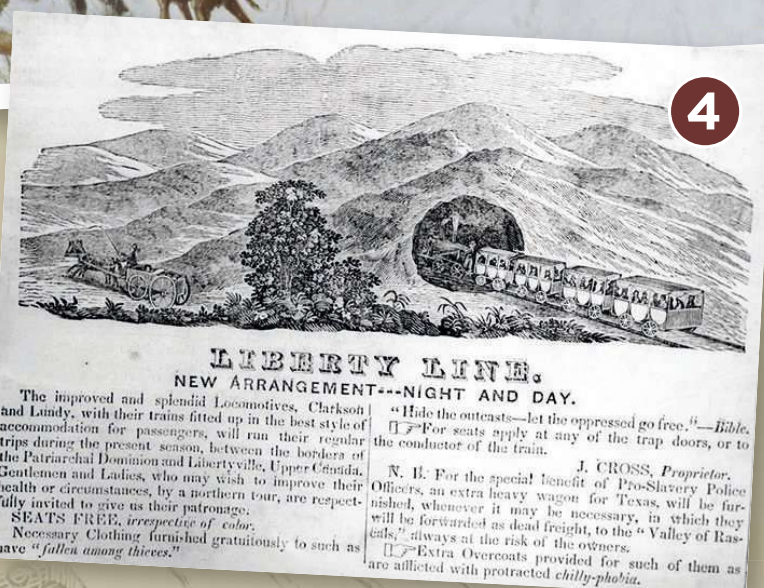 4
LIBERTY LINE.
NEW ARRANGEMENT---NIGHT AND DAY.
The improved and splendid Locomotives, Clarkson
and Lundy, with their trains fitted up in the best style of
accommodation for passengers, will run their regular
trips during the present season, between the borders of
the Patriarchal Dominion and Libertyville, Upper Canada.
Gentlemen and Ladies, who may wish to improve their
health or circumstances, by a northern tour, are respect-
fully invited to give us their patronage.
SEATS FREE, irrespective of color.
Necessary Clothing furnished gratuitously to such as
have "fallen among thieves."
"Hide the outcasts—let the oppressed go free."—Bible.
☞For seats apply at any of the trap doors, or to
the conductor of the train.
J. CROSS, Proprietor.
N. B. For the special benefit of Pro-Slavery Police
Officers, an extra heavy wagon for Texas, will be fur-
nished, whenever it may be necessary, in which they
will be forwarded as dead freight, to the "Valley of Ras-
cals," always at the risk of the owners.
☞Extra Overcoats provided for such of them as
are afflicted with protracted chilly-phobia.